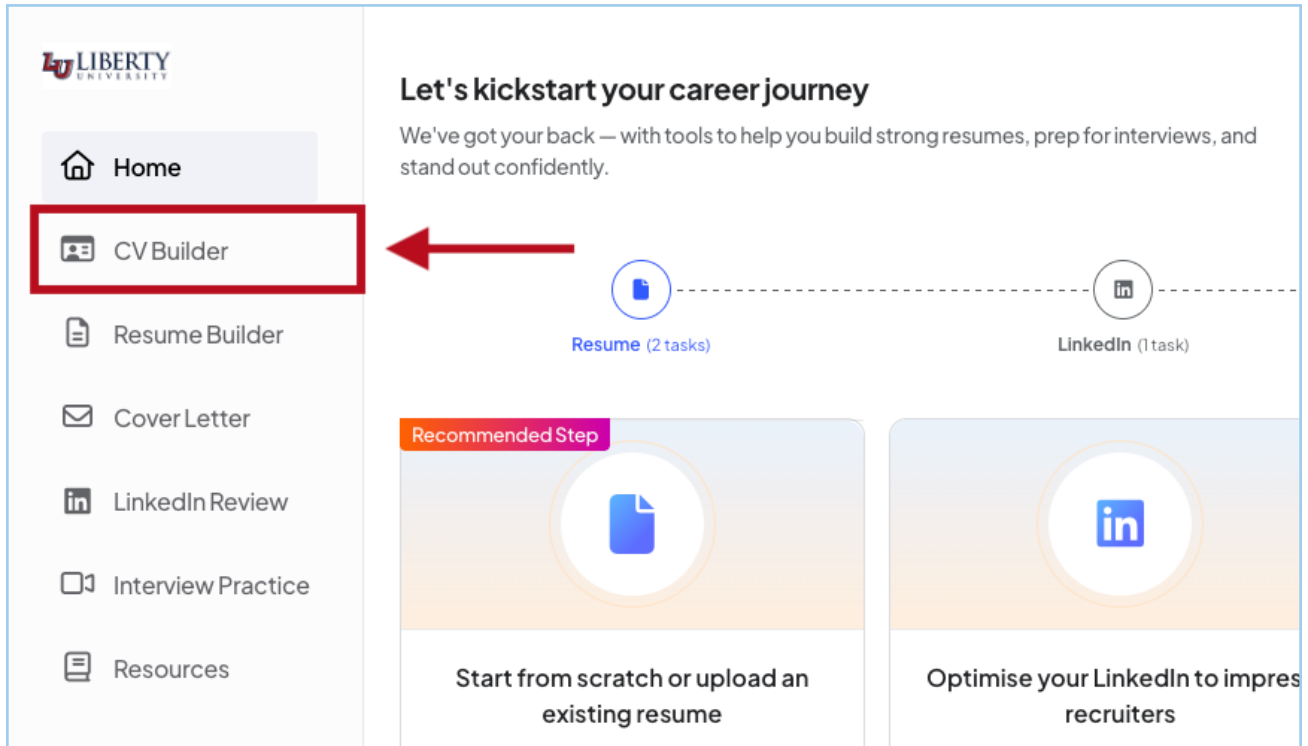 LU LIBERTY
UNIVERSITY
Home
CV Builder
Resume Builder
Cover Letter
LinkedIn Review
Interview Practice
Resources
Let's kickstart your career journey
We've got your back — with tools to help you build strong resumes, prep for interviews, and
stand out confidently.
in
Resume (2 tasks)
LinkedIn (1 task)
Recommended Step
in
Start from scratch or upload an
existing resume
Optimise your LinkedIn to impres
recruiters